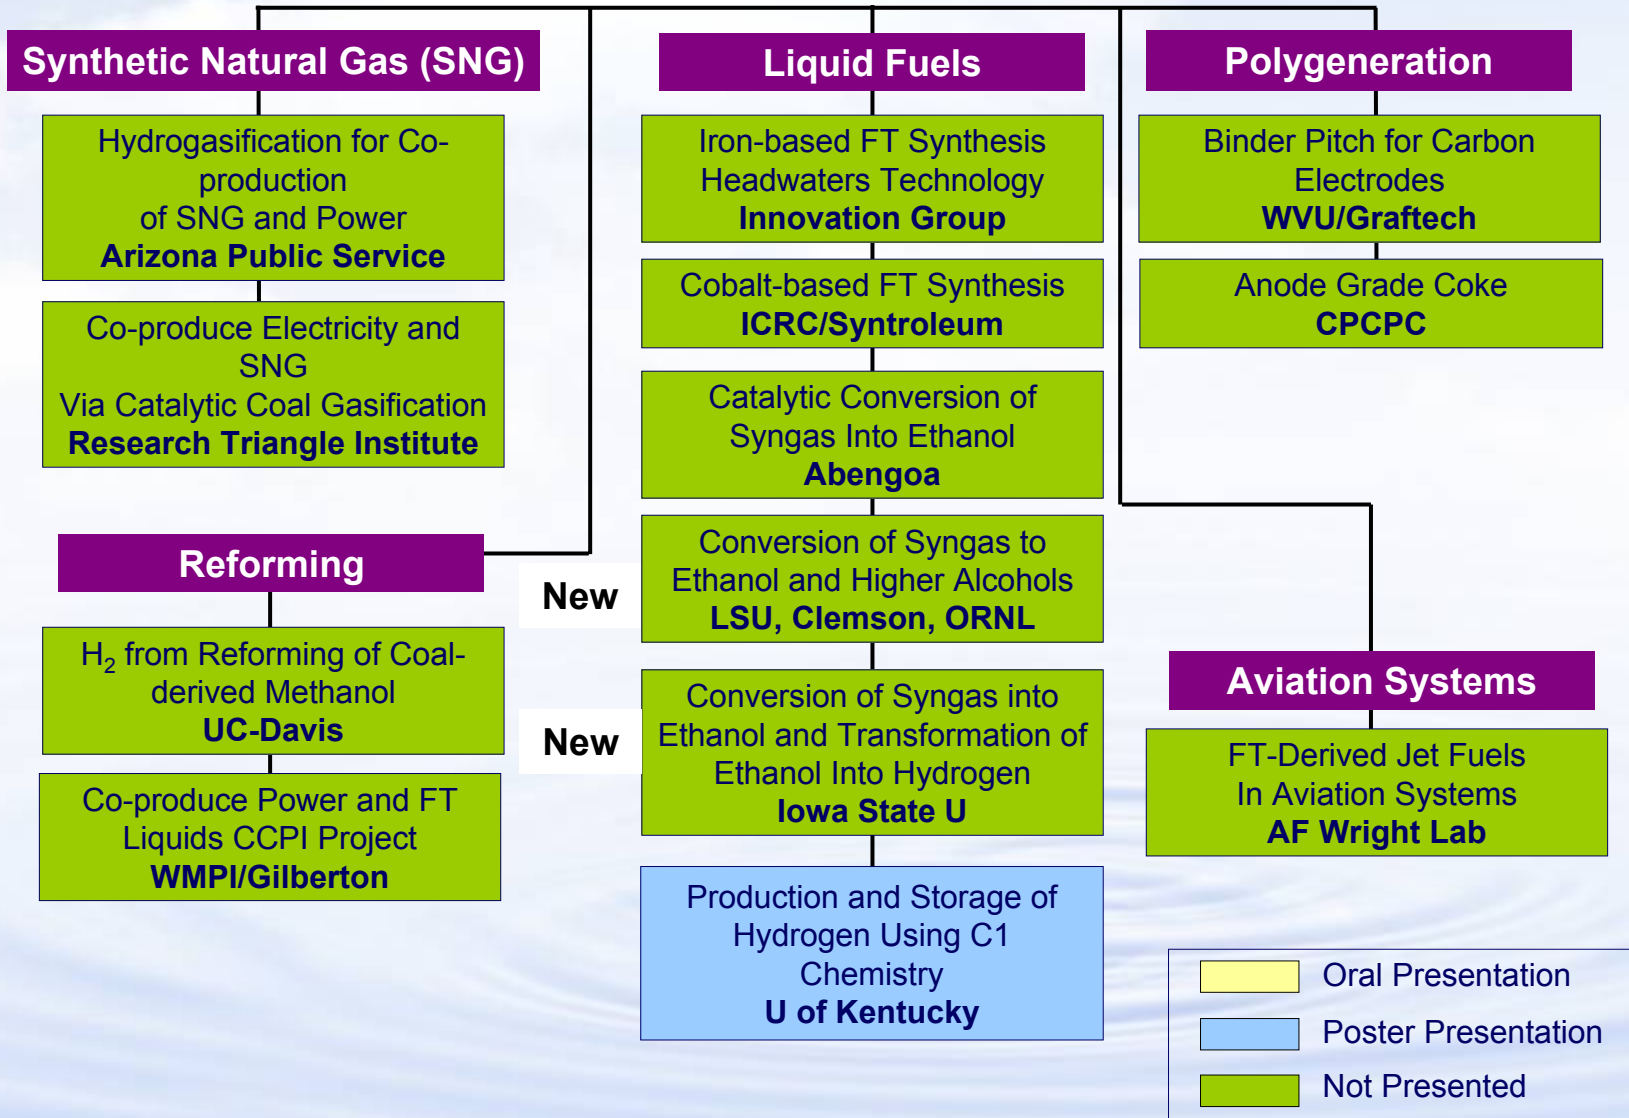 Synthetic Natural Gas (SNG)
Hydrogasification for Co-
production
of SNG and Power
Arizona Public Service
Co-produce Electricity and
SNG
Via Catalytic Coal Gasification
Research Triangle Institute
Reforming
H₂ from Reforming of Coal-
derived Methanol
UC-Davis
Co-produce Power and FT
Liquids CCPI Project
WMPI/Gilberton
Liquid Fuels
Iron-based FT Synthesis
Headwaters Technology
Innovation Group
Cobalt-based FT Synthesis
ICRC/Syntroleum
Catalytic Conversion of
Syngas Into Ethanol
Abengoa
New
Conversion of Syngas to
Ethanol and Higher Alcohols
LSU, Clemson, ORNL
New
Conversion of Syngas into
Ethanol and Transformation of
Ethanol Into Hydrogen
Iowa State U
Production and Storage of
Hydrogen Using C1
Chemistry
U of Kentucky
Polygeneration
Binder Pitch for Carbon
Electrodes
WVU/Graftech
Anode Grade Coke
CPCPC
Aviation Systems
FT-Derived Jet Fuels
In Aviation Systems
AF Wright Lab
Oral Presentation
Poster Presentation
Not Presented